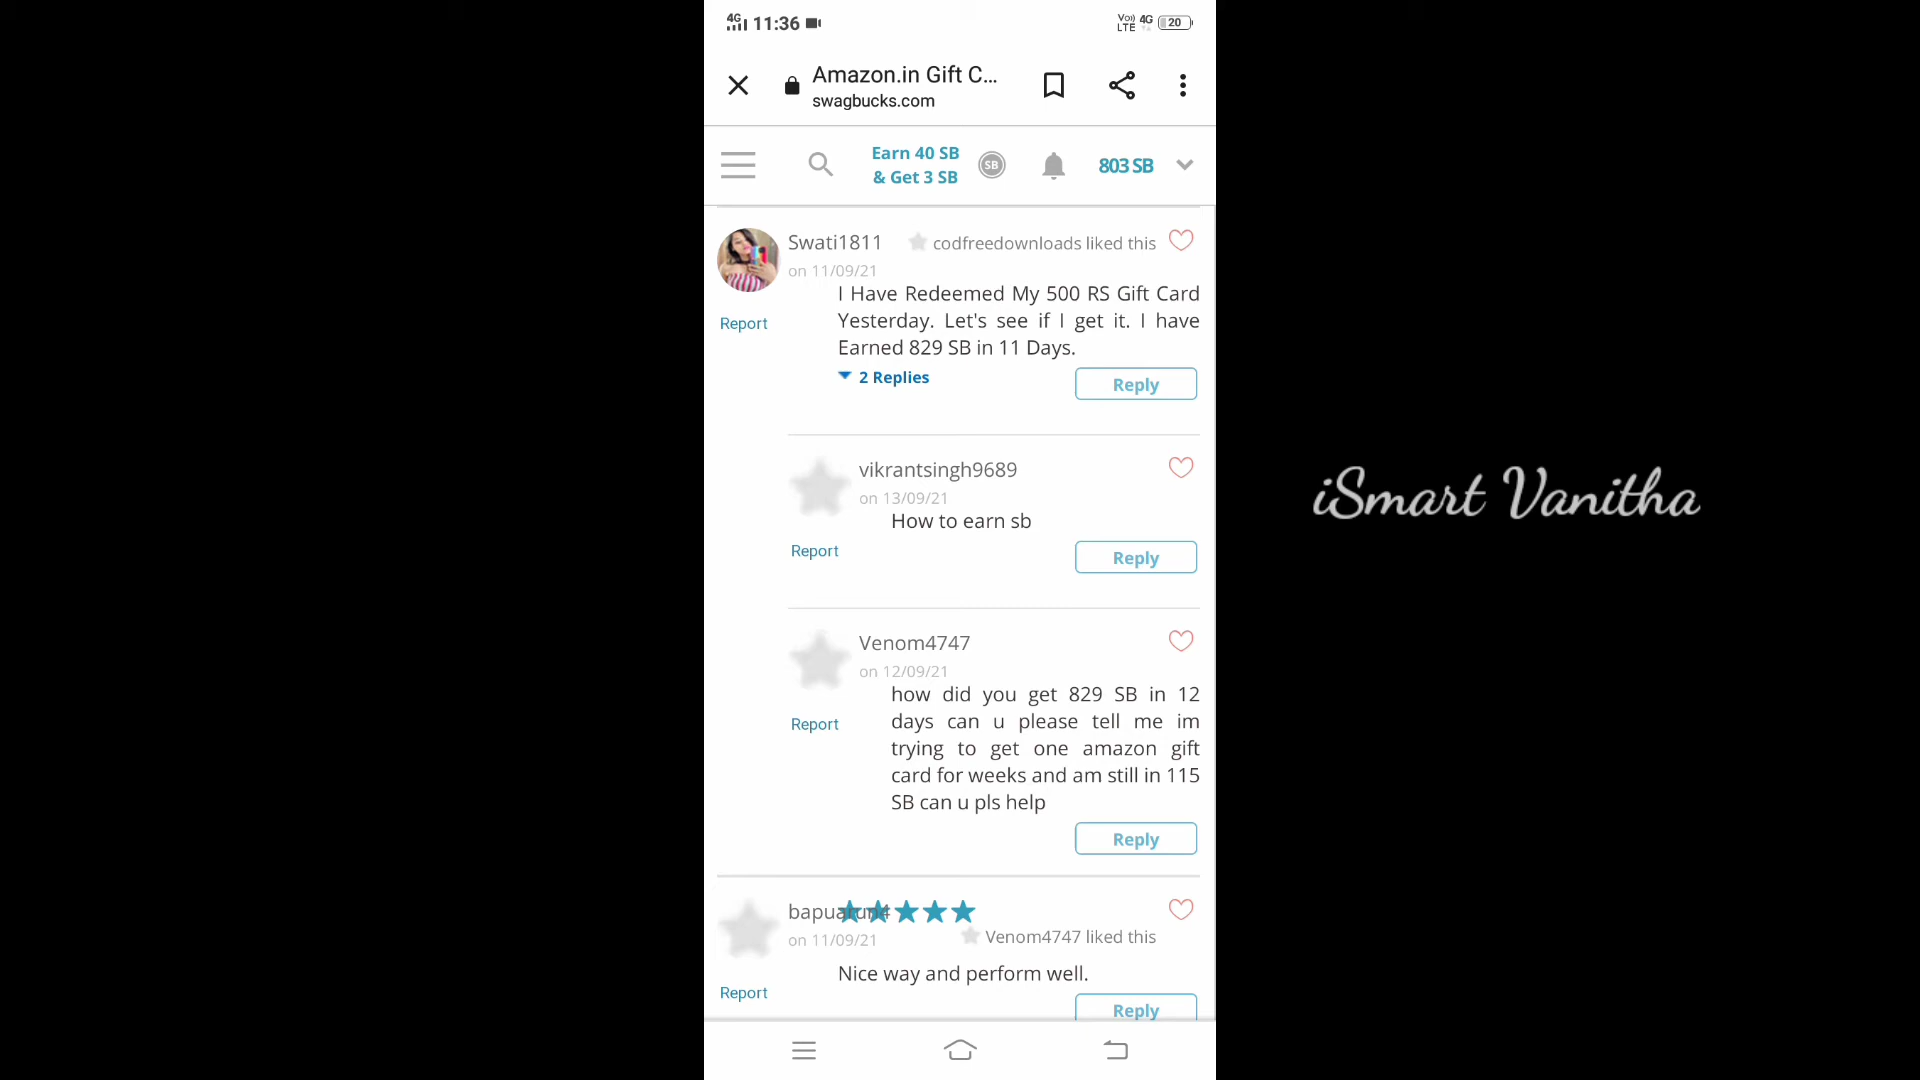 4G 11:36
VoD LTE 4G 20
Amazon.in Gift C...
swagbucks.com
Earn 40 SB
& Get 3 SB
SB
803 SB
Swati1811 codfreedownloads liked this
on 11/09/21
I Have Redeemed My 500 RS Gift Card
Yesterday. Let's see if I get it. I have
Earned 829 SB in 11 Days.
Report
2 Replies
Reply
vikrantsingh9689
on 13/09/21
How to earn sb
Report
Reply
Venom4747
on 12/09/21
how did you get 829 SB in 12
days can u please tell me im
trying to get one amazon gift
card for weeks and am still in 115
SB can u pls help
Report
Reply
bapuarun4
on 11/09/21
Venom4747 liked this
Nice way and perform well.
Report
Reply
iSmart Vanitha